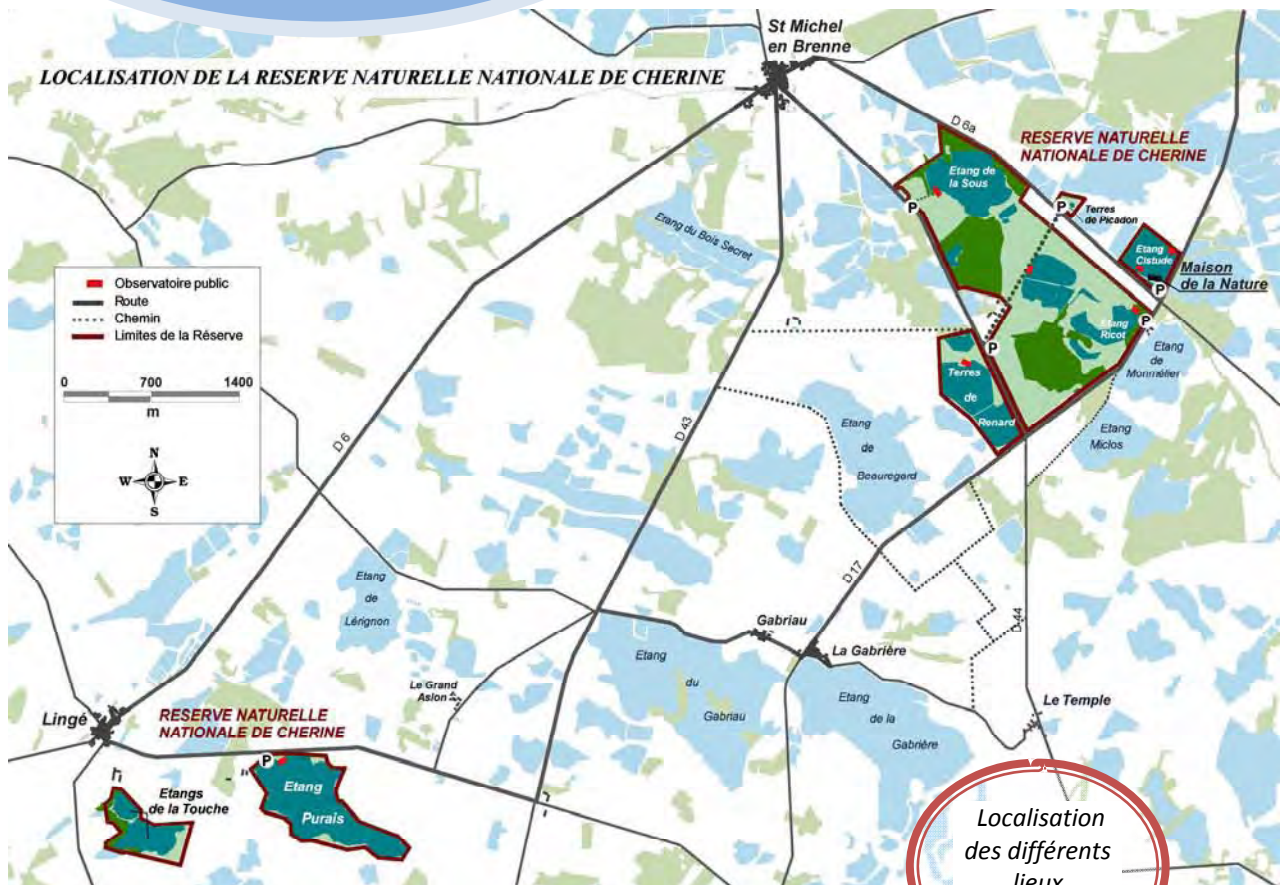 St Michel
en Brenne
LOCALISATION DE LA RESERVE NATURELLE NATIONALE DE CHERINE
D 6a
RESERVE NATURELLE
NATIONALE DE CHERINE
Etang de
la Sous
P
P
Terres
de Picadon
Etang du Bois Secret
Etang
Cistude
Maison
de la Nature
P
Observatoire public
Route
Chemin
Limites de la Réserve
0 700 1400
m
N
W E
S
Etang
Ricot
P
P
Etang
de
Monmélier
Terres
de
Renard
Etang
Miclos
Etang
de
Beauregard
D 6
D 43
D 17
D 44
Etang
de
Lérignon
Gabriau
La Gabrière
Etang
du
Gabriau
Etang
de la
Gabrière
Le Grand
Aslon
Le Temple
Lingé
RESERVE NATURELLE
NATIONALE DE CHERINE
P
Etang
Purais
Etangs
de la Touche
Localisation
des différents
lieux